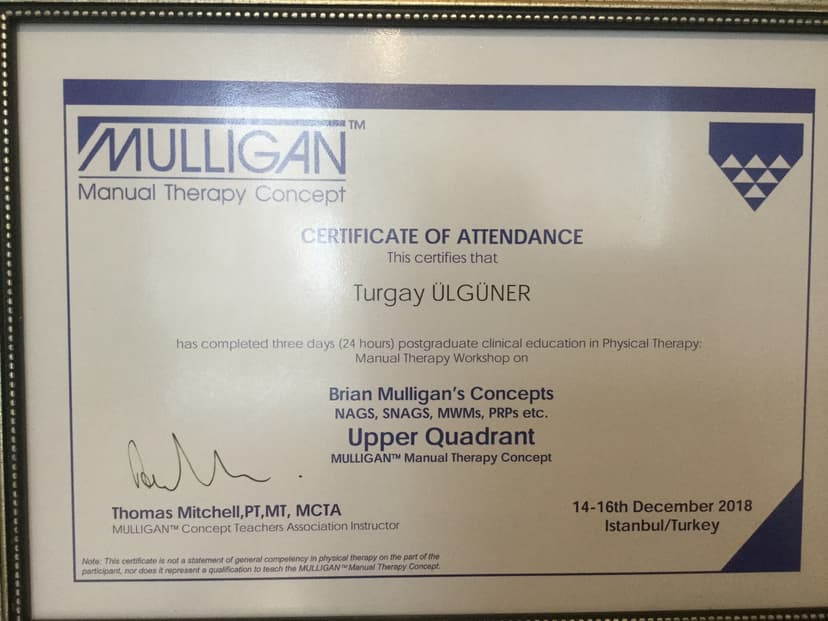 MULLIGAN™
Manual Therapy Concept
CERTIFICATE OF ATTENDANCE
This certifies that
Turgay ÜLGÜNER
has completed three days (24 hours) postgraduate clinical education in Physical Therapy:
Manual Therapy Workshop on
Brian Mulligan's Concepts
NAGS, SNAGS, MWMs, PRPs etc.
Upper Quadrant
MULLIGAN™ Manual Therapy Concept
Thomas Mitchell,PT,MT, MCTA
MULLIGAN™ Concept Teachers Association Instructor
14-16th December 2018
Istanbul/Turkey
Note: This certificate is not a statement of general competency in physical therapy on the part of the
participant, nor does it represent a qualification to teach the MULLIGAN™Manual Therapy Concept.